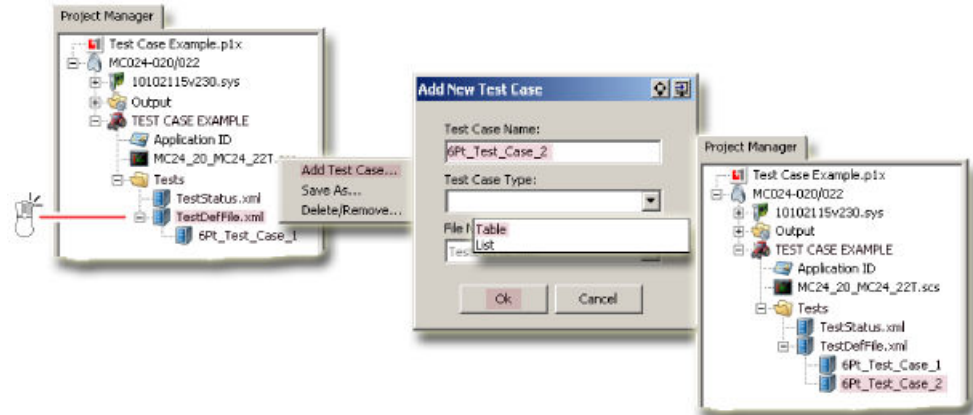 Project Manager
Test Case Example.p1x
MC024-020/022
10102115v230.sys
Output
TEST CASE EXAMPLE
Application ID
MC24_20_MC24_22T.scs
Tests
TestStatus.xml
TestDefFile.xml
6Pt_Test_Case_1
Add Test Case...
Save As...
Delete/Remove...
Add New Test Case
Test Case Name:
6Pt_Test_Case_2
Test Case Type:
Table
List
Ok
Cancel
Project Manager
Test Case Example.p1x
MC024-020/022
10102115v230.sys
Output
TEST CASE EXAMPLE
Application ID
MC24_20_MC24_22T.scs
Tests
TestStatus.xml
TestDefFile.xml
6Pt_Test_Case_1
6Pt_Test_Case_2